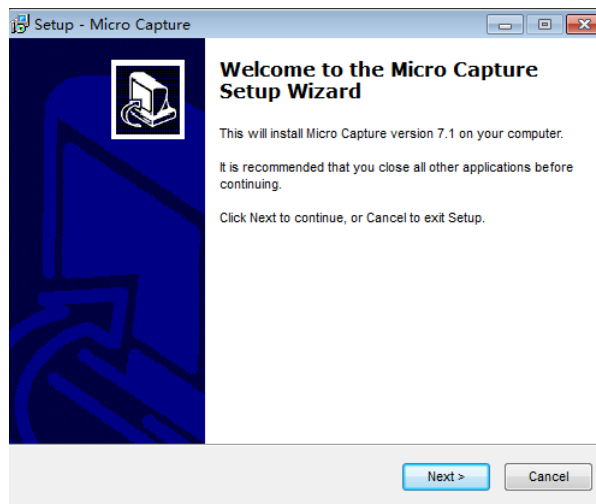 Setup - Micro Capture
Welcome to the Micro Capture
Setup Wizard
This will install Micro Capture version 7.1 on your computer.
It is recommended that you close all other applications before
continuing.
Click Next to continue, or Cancel to exit Setup.
Next >
Cancel